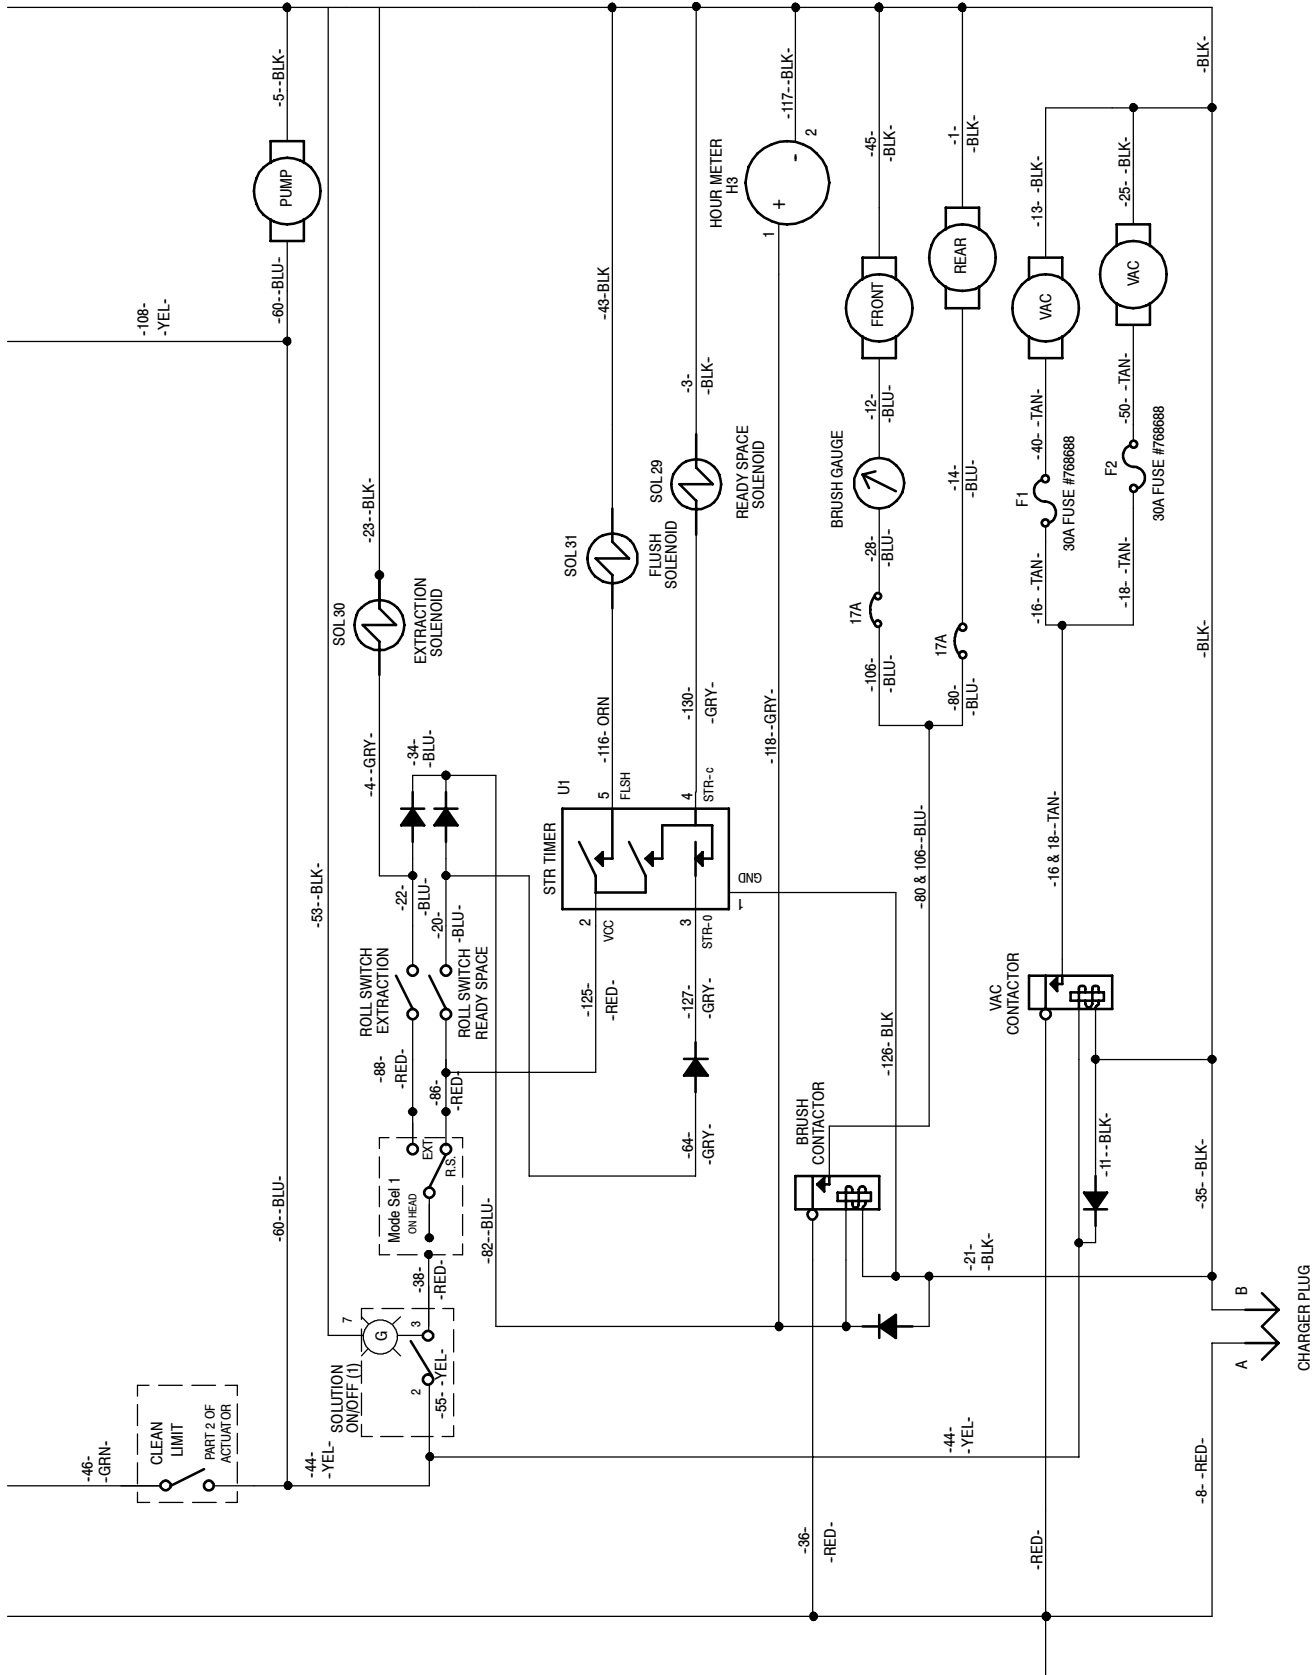 -5--BLK-
PUMP
-60--BLU-
-108-
-YEL-
-60--BLU-
CLEAN
LIMIT
PART 2 OF
ACTUATOR
-46-
-GRN-
-44-
-YEL-
-53--BLK-
SOLUTION
ON/OFF (1)
7
G
3
2
-55- -YEL-
-38-
-RED-
-23--BLK-
SOL 30
EXTRACTION
SOLENOID
-4--GRY-
-34-
-BLU-
-22-
-BLU-
-20-
-BLU-
ROLL SWITCH
EXTRACTION
ROLL SWITCH
READY SPACE
-88-
-RED-
-86-
-RED-
Mode Sel 1
ON HEAD
EXT
R.S.
-82--BLU-
-43-BLK
SOL 31
FLUSH
SOLENOID
-116- ORN
-3-
-BLK-
SOL 29
READY SPACE
SOLENOID
-130-
-GRY-
STR TIMER
U1
5
FLSH
4
STR-c
2
VCC
3
STR-0
1
GND
-125-
-RED-
-127-
-GRY-
-64-
-GRY-
-126- BLK
-117--BLK-
HOUR METER
H3
2
-
+
1
-118--GRY-
-45-
-BLK-
FRONT
-12-
-BLU-
BRUSH GAUGE
-28-
-BLU-
17A
-106-
-BLU-
-1-
-BLK-
REAR
-14-
-BLU-
17A
-80-
-BLU-
-80 & 106--BLU-
BRUSH
CONTACTOR
-36-
-RED-
-21-
-BLK-
-BLK-
-13- -BLK-
VAC
-40- -TAN-
F1
30A FUSE #768688
-16- -TAN-
-25- -BLK-
VAC
-50- -TAN-
F2
30A FUSE #768688
-18- -TAN-
-16 & 18--TAN-
VAC
CONTACTOR
-11--BLK-
-44-
-YEL-
-RED-
-BLK-
-35- -BLK-
-8- -RED-
A
B
CHARGER PLUG